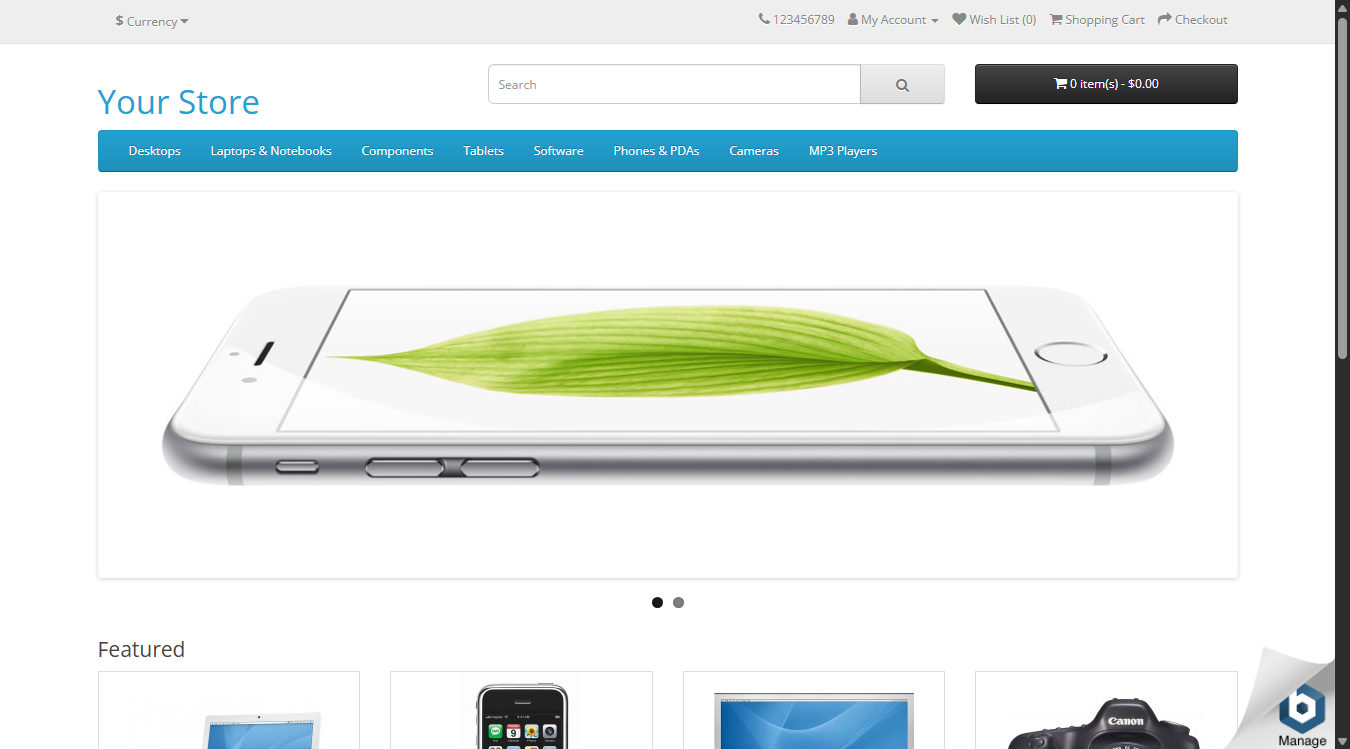 $ Currency
123456789 My Account Wish List (0) Shopping Cart Checkout
Your Store
Search
0 item(s) - $0.00
Desktops Laptops & Notebooks Components Tablets Software Phones & PDAs Cameras MP3 Players
Featured
Canon
Manage